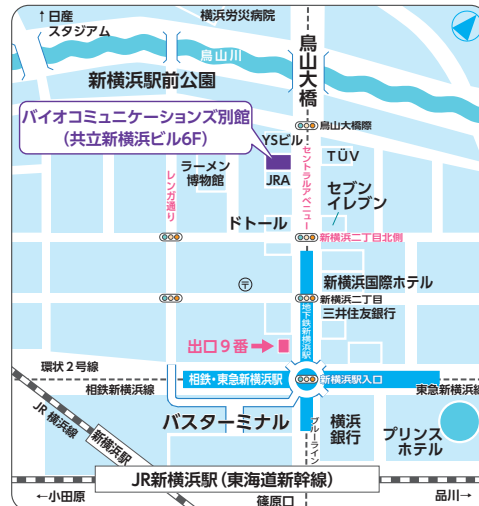 ↑日産
スタジアム
横浜労災病院
鳥山川
鳥山大橋
新横浜駅前公園
バイオコミュニケーションズ別館
(共立新横浜ビル6F)
鳥山大橋際
YSビル
TÜV
ラーメン
博物館
JRA
セントラルアベニュー
レンガ通り
セブン
イレブン
ドトール
新横浜二丁目北側
〒
新横浜国際ホテル
新横浜二丁目
三井住友銀行
地下鉄新横浜駅
出口9番→
環状2号線
相鉄・東急新横浜駅
新横浜駅入口
相鉄新横浜線
東急新横浜線
JR 横浜線
新横浜駅
バスターミナル
ブルーライン
横浜
銀行
プリンス
ホテル
JR新横浜駅(東海道新幹線)
←小田原
篠原口
品川→